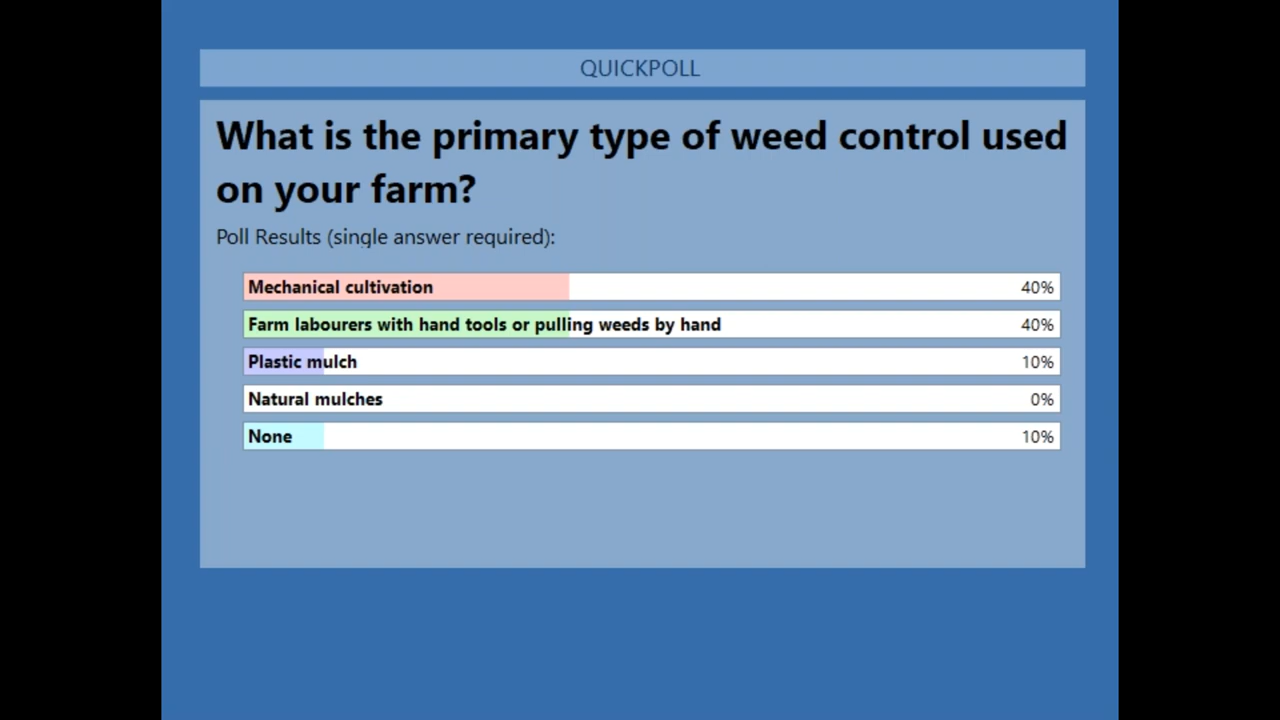 QUICKPOLL
What is the primary type of weed control used
on your farm?
Poll Results (single answer required):
Mechanical cultivation 40%
Farm labourers with hand tools or pulling weeds by hand 40%
Plastic mulch 10%
Natural mulches 0%
None 10%